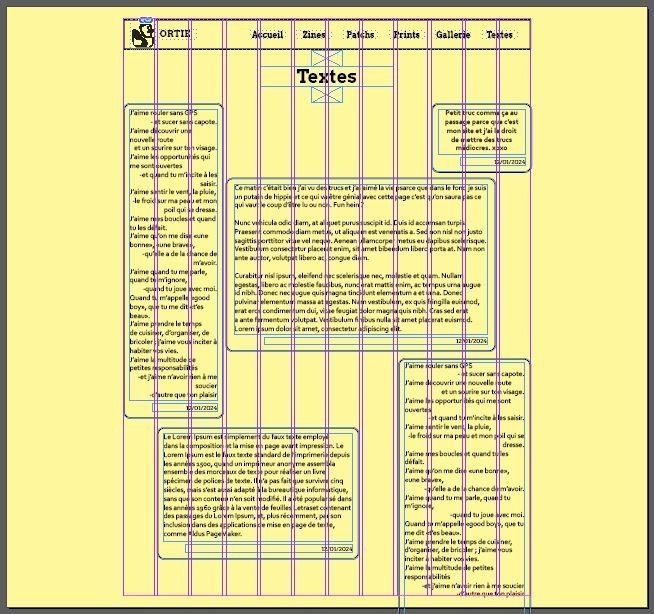 ORTIE
Accueil
Zines
Patchs
Prints
Gallerie
Textes
Textes
J'aime rouler sans GPS
- et sucer sans capote.
J'aime découvrir une
nouvelle route
et un sourire sur ton visage.
J'aime les opportunités qui
me sont ouvertes
-et quand tu m'incite à les
saisir.
J'aime sentir le vent, la pluie,
-le froid sur ma peau et mon
poil qui se dresse.
J'aime mes boucles et quand
tu les défait.
J'aime qu'on me dise «une
bonne», «une brave»,
-qu'elle a de la chance de
m'avoir.
J'aime quand tu me parle,
quand tu m'ignore,
-quand tu joue avec moi.
Quand tu m'appelle «good
boy», que tu me dit «t'es
beau».
J'aime prendre le temps
de cuisiner, d'organiser, de
bricoler ; j'aime vous inciter à
habiter vos vies.
J'aime la multitude de
petites responsabilités
-et j'aime n'avoir rien à me
soucier
-d'autre que ton plaisir
12/01/2024
Petit truc comme ça au
passage parce que c'est
mon site et j'ai le droit
de mettre des trucs
médiocres. xoxo
12/01/2024
Ce matin c'était bien j'ai vu des trucs et j'ai aimé la vie psarce que dans le fond je suis
un putain de hippie et ce qui va être génial avec cette page c'est qu'on saura pas ce
qui vaut le coup d'être lu ou non. Fun hein ?
Nunc vehicula odio diam, at aliquet purus suscipit id. Duis id accumsan turpis.
Praesent commodo diam metus, ut aliquam est venenatis a. Sed non nisl non justo
sagittis porttitor vitae vel neque. Aenean ullamcorper metus eu dapibus scelerisque.
Vestibulum consectetur placerat enim, sit amet bibendum libero porta at. Nam non
ante auctor, volutpat libero ac, congue diam.
Curabitur nisl ipsum, eleifend nec scelerisque nec, molestie et quam. Nullam
egestas, libero ac molestie faucibus, nunc erat mattis enim, ac tempus urna augue
id nibh. Donec nec augue quis magna tincidunt elementum a et urna. Donec
pulvinar elementum massa at egestas. Nam vestibulum, ex quis fringilla euismod,
erat eros condimentum dui, vitae feugiat dolor magna quis nibh. Cras sed erat
a ante fermentum volutpat. Vestibulum finibus nulla sit amet placerat euismod.
Lorem ipsum dolor sit amet, consectetur adipiscing elit.
12/01/2024
J'aime rouler sans GPS
- et sucer sans capote.
J'aime découvrir une nouvelle route
et un sourire sur ton visage.
J'aime les opportunités qui me sont
ouvertes
-et quand tu m'incite à les saisir.
J'aime sentir le vent, la pluie,
-le froid sur ma peau et mon poil qui se
dresse.
J'aime mes boucles et quand tu les
défait.
J'aime qu'on me dise «une bonne»,
«une brave»,
-qu'elle a de la chance de m'avoir.
J'aime quand tu me parle, quand tu
m'ignore,
-quand tu joue avec moi.
Quand tu m'appelle «good boy», que tu
me dit «t'es beau».
J'aime prendre le temps de cuisiner,
d'organiser, de bricoler ; j'aime vous
inciter à habiter vos vies.
J'aime la multitude de petites
responsabilités
-et j'aime n'avoir rien à me soucier
-d'autre que ton plaisir
Le Lorem Ipsum est simplement du faux texte employé
dans la composition et la mise en page avant impression. Le
Lorem Ipsum est le faux texte standard de l'imprimerie depuis
les années 1500, quand un imprimeur anonyme assembla
ensemble des morceaux de texte pour réaliser un livre
spécimen de polices de texte. Il n'a pas fait que survivre cinq
siècles, mais s'est aussi adapté à la bureautique informatique,
sans que son contenu n'en soit modifié. Il a été popularisé dans
les années 1960 grâce à la vente de feuilles Letraset contenant
des passages du Lorem Ipsum, et, plus récemment, par son
inclusion dans des applications de mise en page de texte,
comme Aldus PageMaker.
12/01/2024